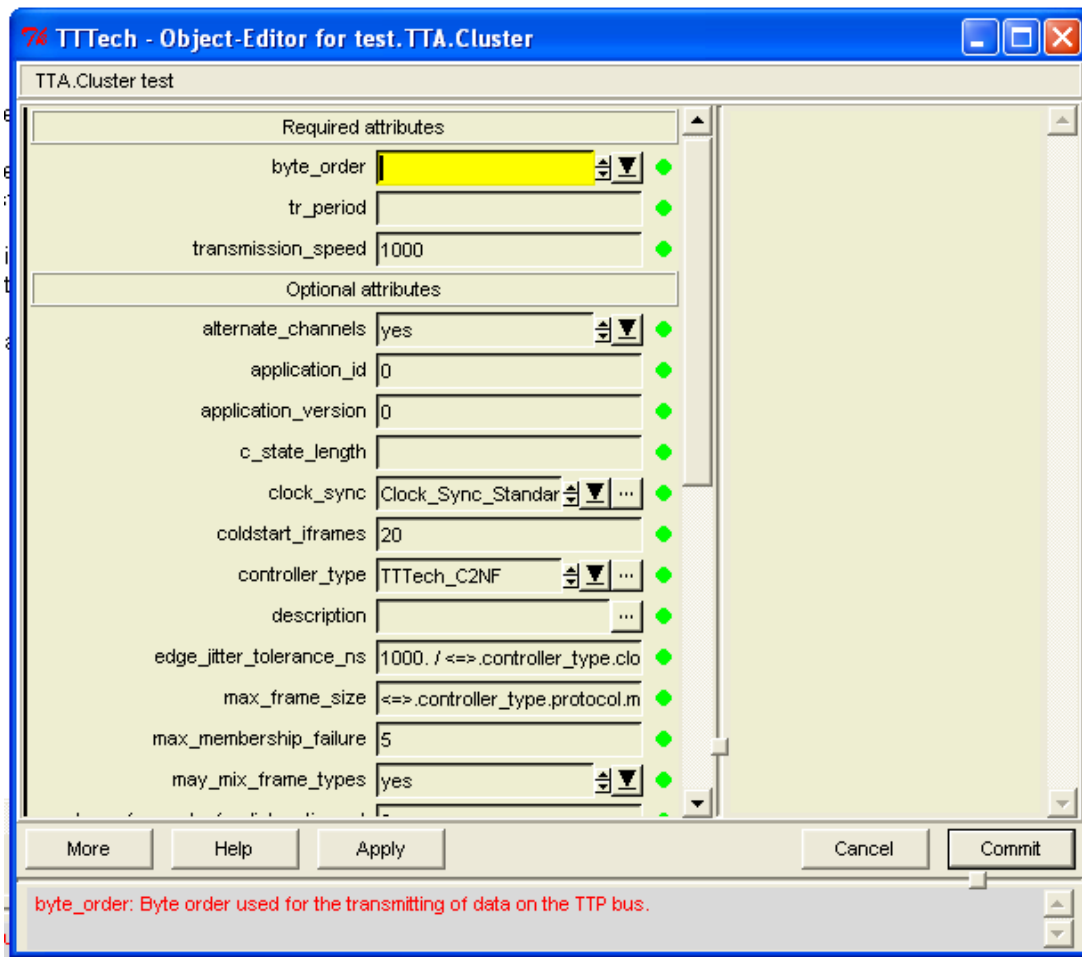 TTTech - Object-Editor for test.TTA.Cluster
TTA.Cluster test
Required attributes
byte_order
tr_period
transmission_speed 1000
Optional attributes
alternate_channels yes
application_id 0
application_version 0
c_state_length
clock_sync Clock_Sync_Standar ...
coldstart_iframes 20
controller_type TTTech_C2NF ...
description ...
edge_jitter_tolerance_ns 1000. / <=>.controller_type.clo
max_frame_size <=>.controller_type.protocol.m
max_membership_failure 5
may_mix_frame_types yes
More Help Apply Cancel Commit
byte_order: Byte order used for the transmitting of data on the TTP bus.